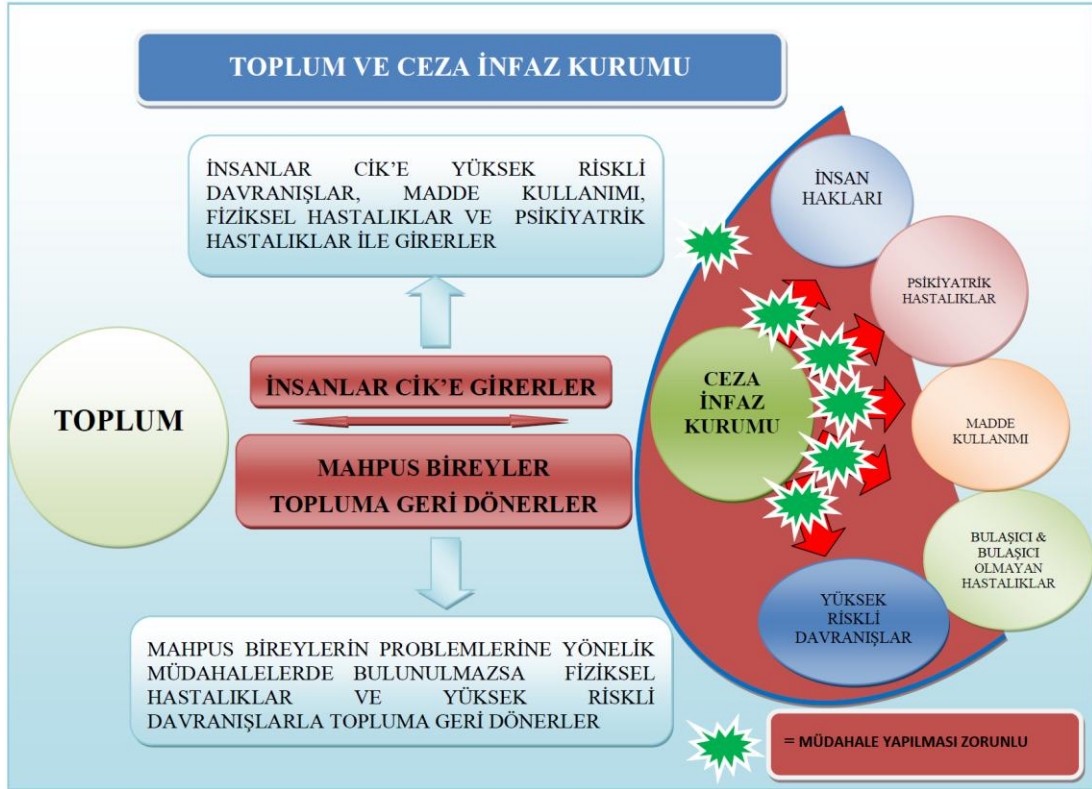 TOPLUM VE CEZA İNFAZ KURUMU
İNSANLAR CİK’E YÜKSEK RİSKLİ
DAVRANIŞLAR, MADDE KULLANIMI,
FİZİKSEL HASTALIKLAR VE PSİKİYATRİK
HASTALIKLAR İLE GİRERLER
TOPLUM
İNSANLAR CİK’E GİRERLER
MAHPUS BİREYLER
TOPLUMA GERİ DÖNERLER
MAHPUS BİREYLERİN PROBLEMLERİNE YÖNELİK
MÜDAHALELERDE BULUNULMAZSA FİZİKSEL
HASTALIKLAR VE YÜKSEK RİSKLİ
DAVRANIŞLARLA TOPLUMA GERİ DÖNERLER
CEZA
İNFAZ
KURUMU
İNSAN
HAKLARI
PSİKİYATRİK
HASTALIKLAR
MADDE
KULLANIMI
BULAŞICI &
BULAŞICI
OLMAYAN
HASTALIKLAR
YÜKSEK
RİSKLİ
DAVRANIŞLAR
= MÜDAHALE YAPILMASI ZORUNLU